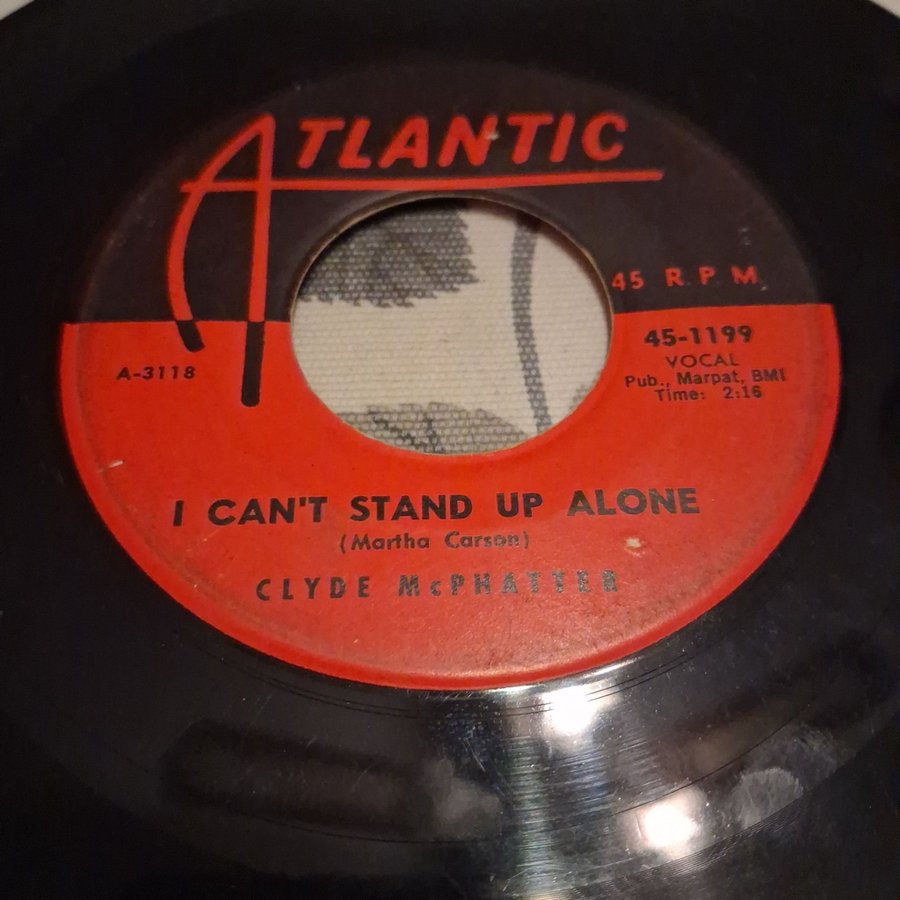 ATLANTIC
45 R.P.M.
45-1199
VOCAL
Pub., Marpat, BMI
Time: 2:16
A-3118
I CAN'T STAND UP ALONE
(Martha Carson)
CLYDE McPHATTER